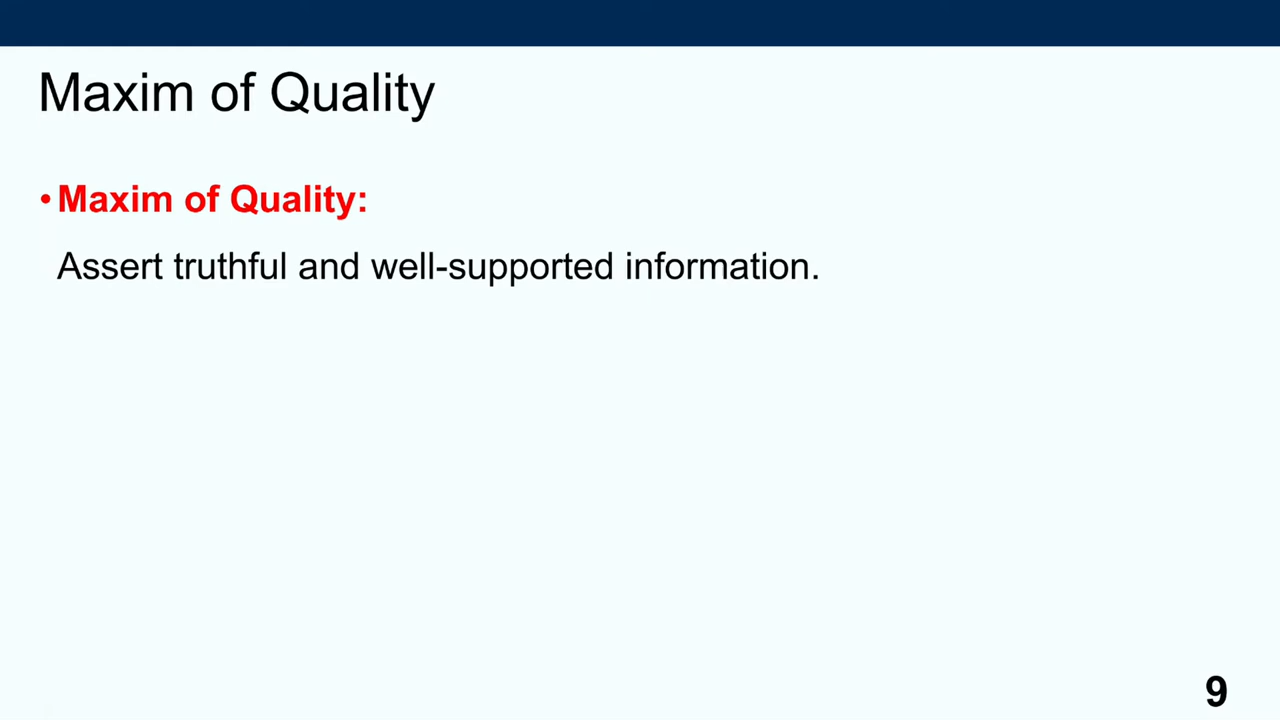 Maxim of Quality
• Maxim of Quality:
Assert truthful and well-supported information.
9